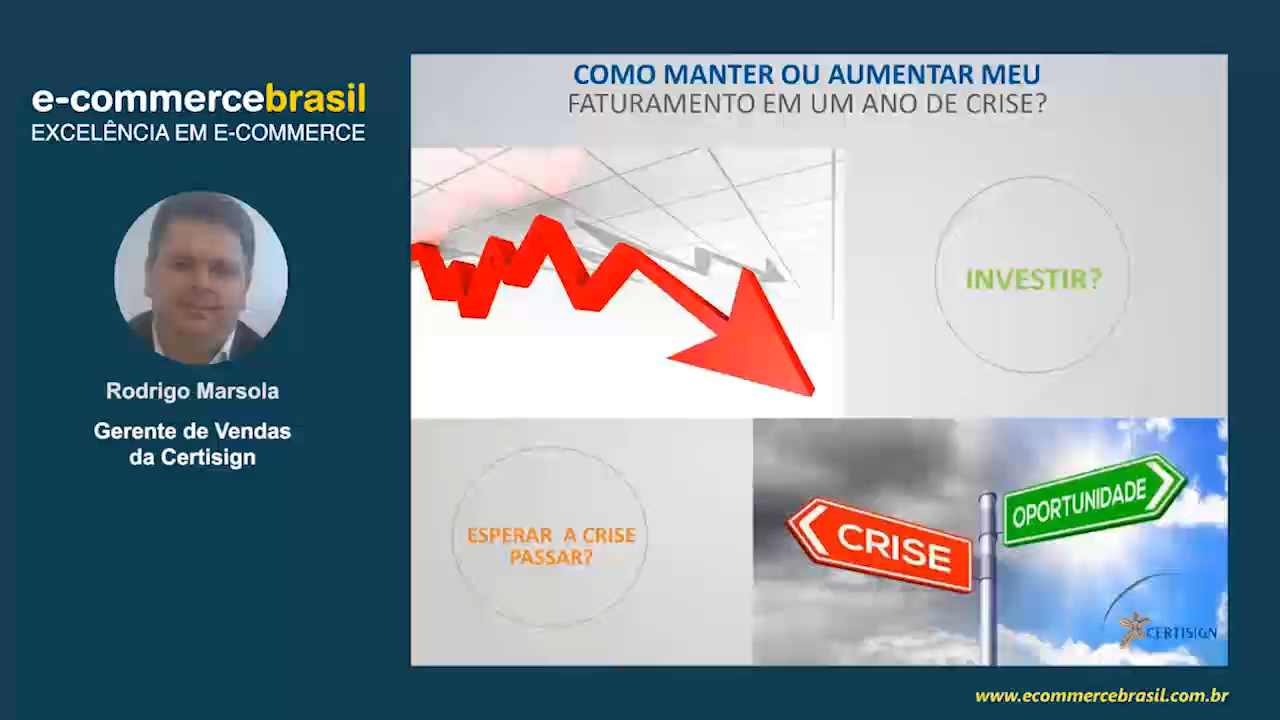 e-commercebrasil
EXCELÊNCIA EM E-COMMERCE
Rodrigo Marsola
Gerente de Vendas
da Certisign
COMO MANTER OU AUMENTAR MEU
FATURAMENTO EM UM ANO DE CRISE?
INVESTIR?
ESPERAR A CRISE
PASSAR?
CRISE
OPORTUNIDADE
CERTISIGN
www.ecommercebrasil.com.br